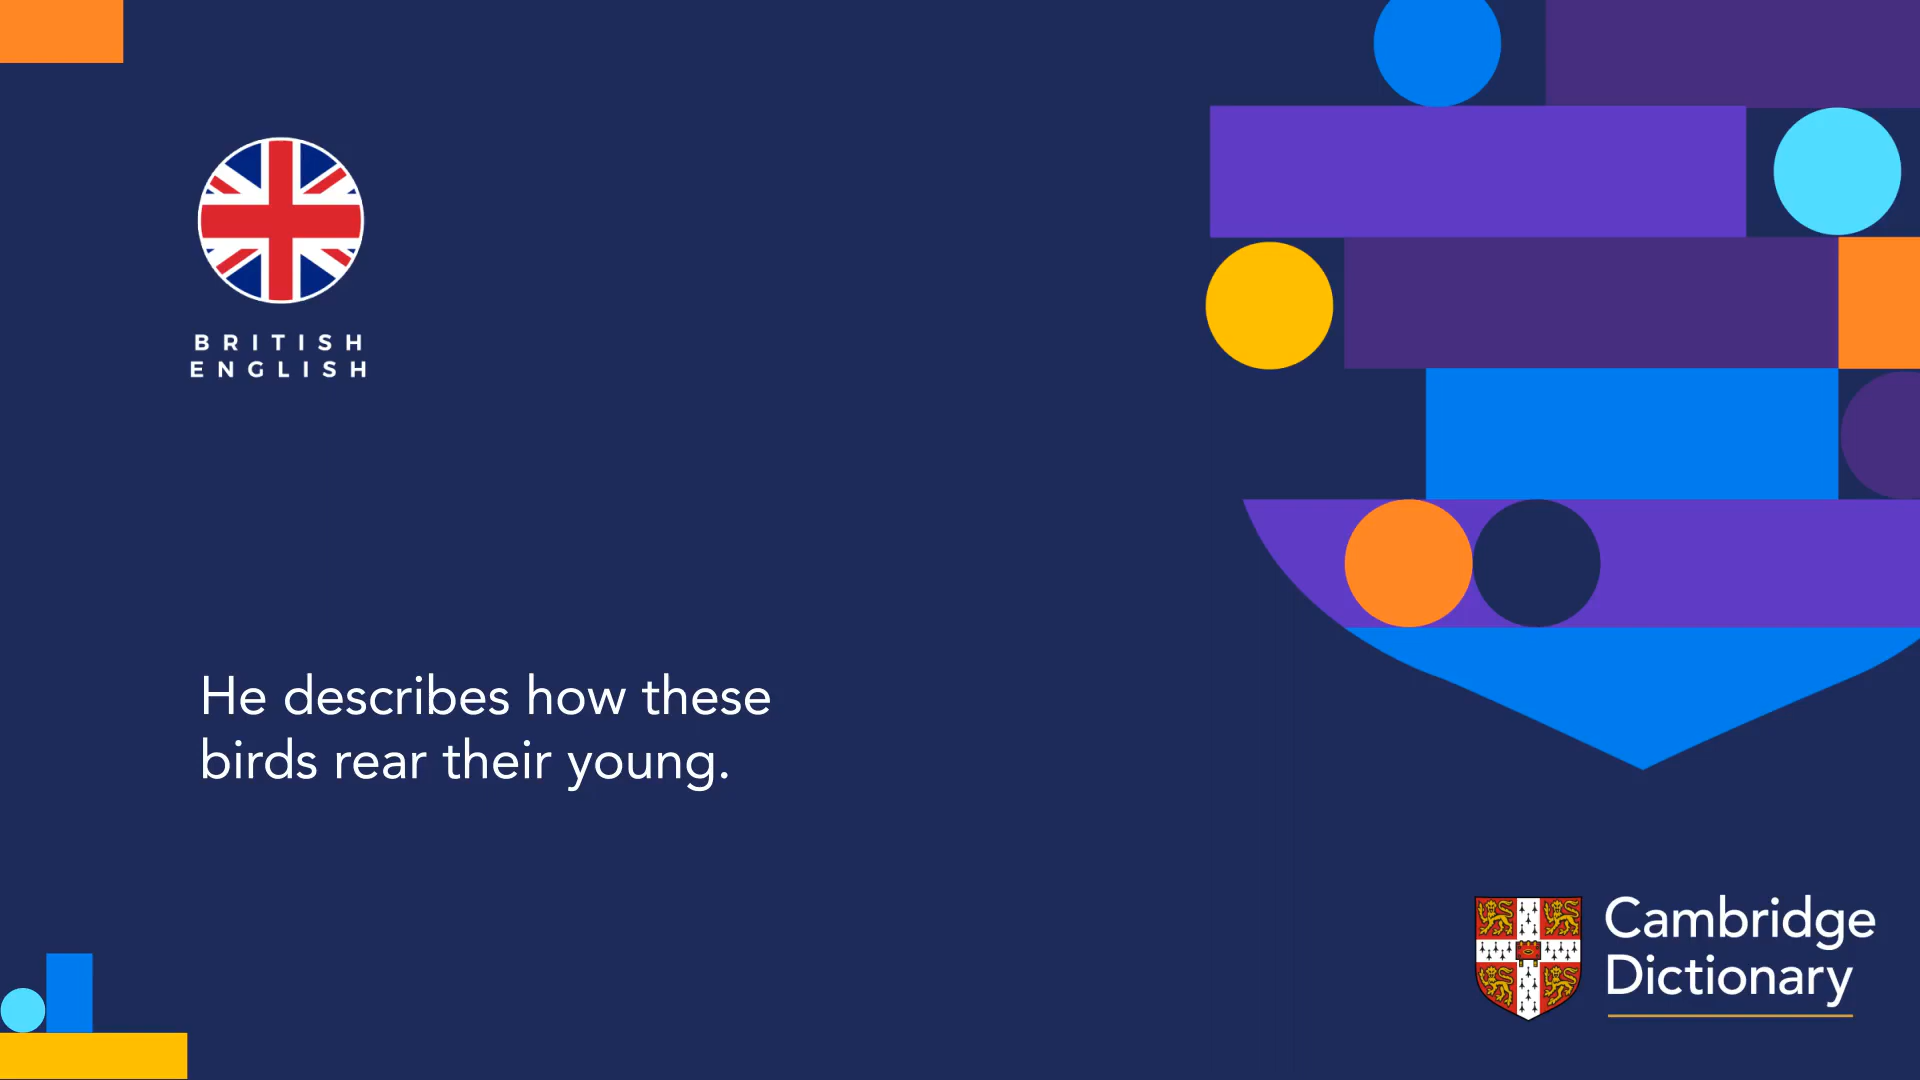 BRITISH
ENGLISH
He describes how these
birds rear their young.
Cambridge
Dictionary